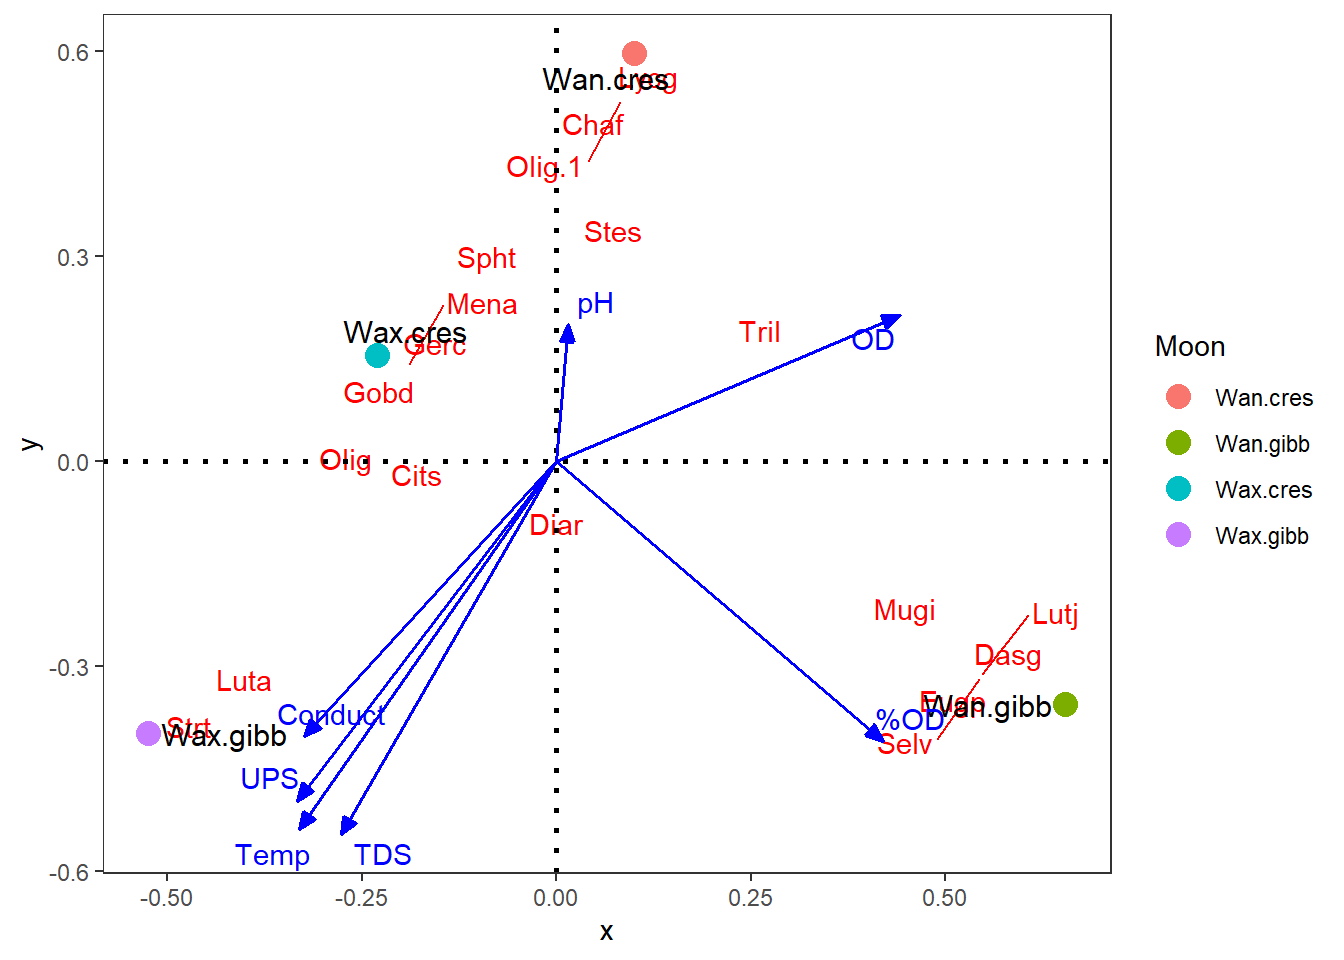 0.6
0.3
0.0
-0.3
-0.6
y
Wan.cres
Lyog
Chaf
Olig.1
Stes
Spht
Mena
pH
Wax.cres
Gerc
Tril
OD
Gobd
Olig
Cits
Diar
Mugi
Lutj
Dasg
Luta
Conduct
Strt
Wax.gibb
Wan.gibb
%OD
Selv
UPS
Temp
TDS
-0.50
-0.25
0.00
0.25
0.50
x
Moon
Wan.cres
Wan.gibb
Wax.cres
Wax.gibb